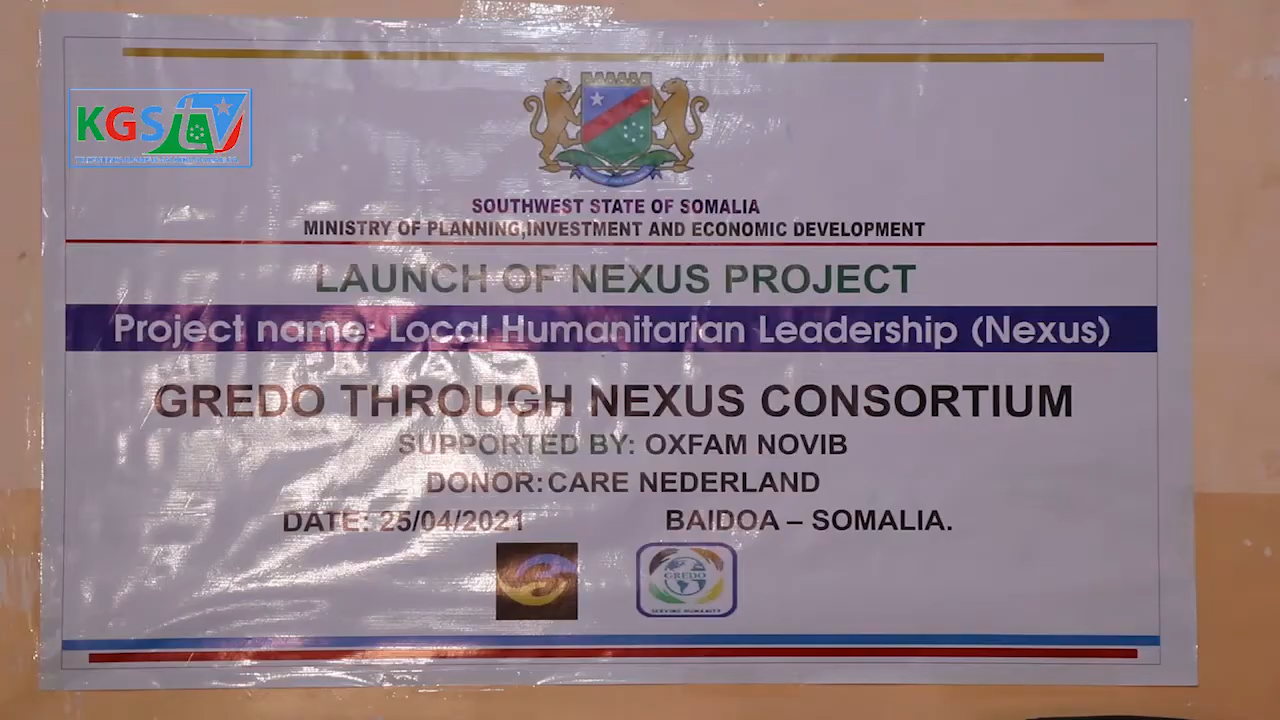 KGS TV
SOUTHWEST STATE OF SOMALIA
MINISTRY OF PLANNING,INVESTMENT AND ECONOMIC DEVELOPMENT
LAUNCH OF NEXUS PROJECT
Project name: Local Humanitarian Leadership (Nexus)
GREDO THROUGH NEXUS CONSORTIUM
SUPPORTED BY: OXFAM NOVIB
DONOR:CARE NEDERLAND
DATE: 25/04/2021 BAIDOA – SOMALIA.
GREDO
SERVING HUMANITY